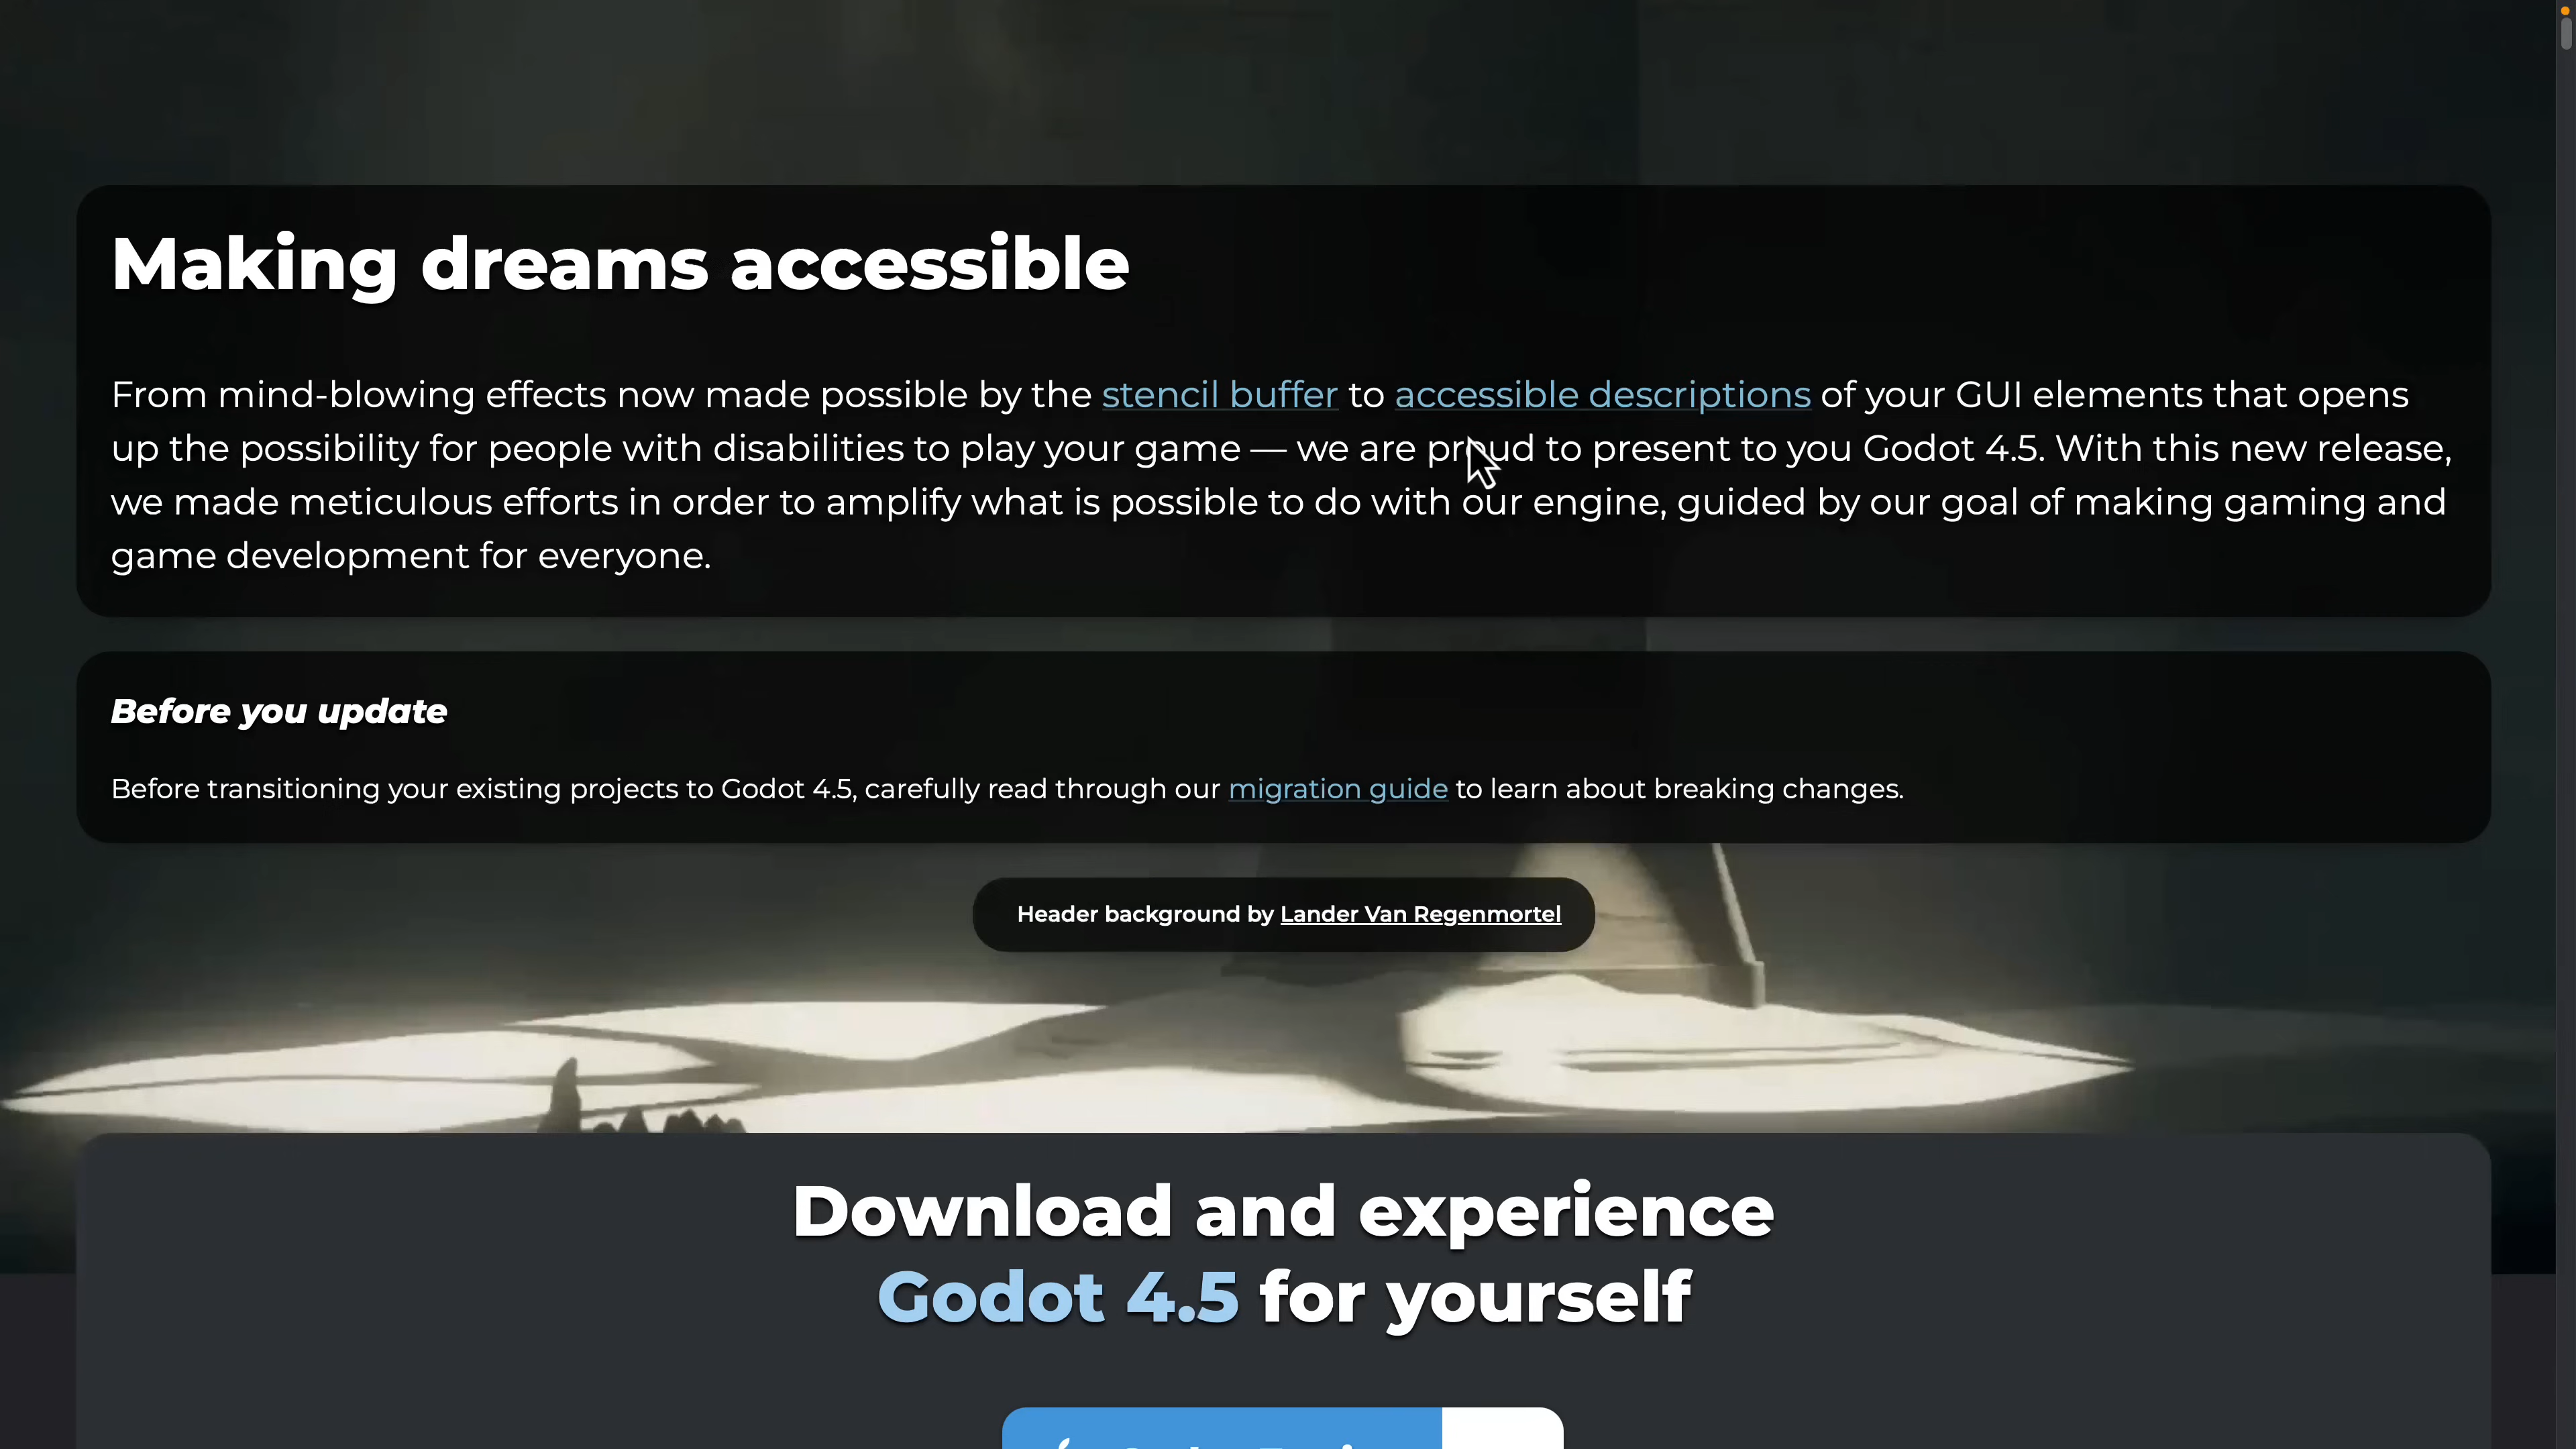 Making dreams accessible
From mind-blowing effects now made possible by the stencil buffer to accessible descriptions of your GUI elements that opens
up the possibility for people with disabilities to play your game — we are proud to present to you Godot 4.5. With this new release,
we made meticulous efforts in order to amplify what is possible to do with our engine, guided by our goal of making gaming and
game development for everyone.
Before you update
Before transitioning your existing projects to Godot 4.5, carefully read through our migration guide to learn about breaking changes.
Header background by Lander Van Regenmortel
Download and experience
Godot 4.5 for yourself